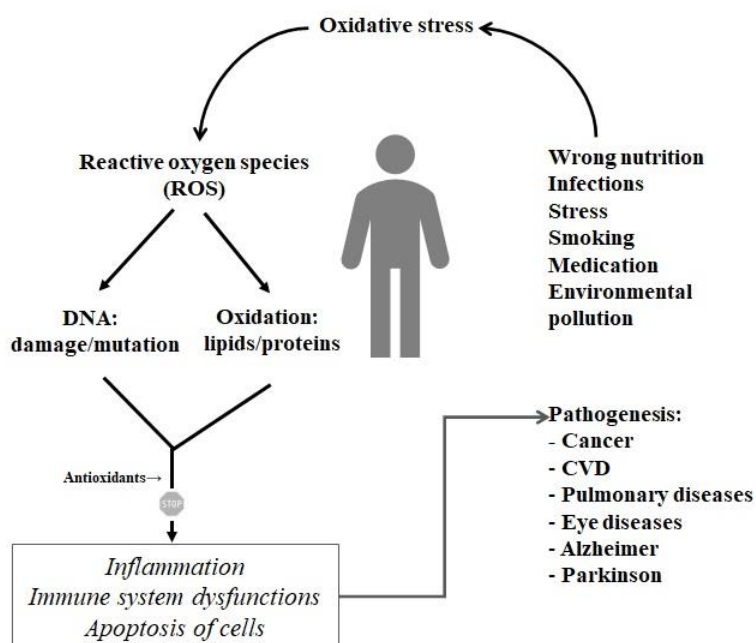 Oxidative stress
Reactive oxygen species
(ROS)
Wrong nutrition
Infections
Stress
Smoking
Medication
Environmental
pollution
DNA:
damage/mutation
Oxidation:
lipids/proteins
Antioxidants→
STOP
Inflammation
Immune system dysfunctions
Apoptosis of cells
Pathogenesis:
- Cancer
- CVD
- Pulmonary diseases
- Eye diseases
- Alzheimer
- Parkinson